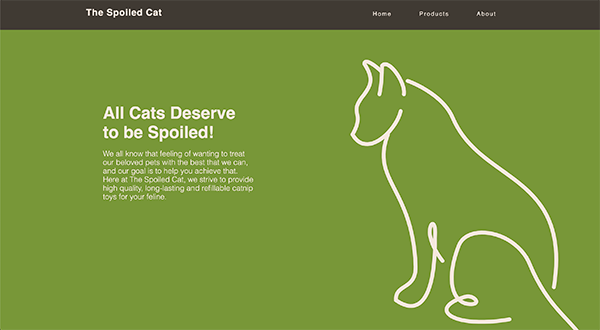 The Spoiled Cat
Home Products About
All Cats Deserve
to be Spoiled!
We all know that feeling of wanting to treat
our beloved pets with the best that we can,
and our goal is to help you achieve that.
Here at The Spoiled Cat, we strive to provide
high quality, long-lasting and refillable catnip
toys for your feline.